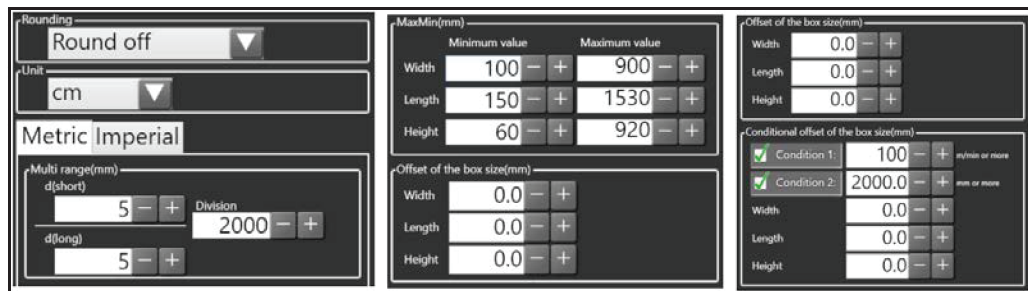 Rounding
Round off
Unit
cm
Metric Imperial
Multi range(mm)
d(short)
5 − +
Division
2000 − +
d(long)
5 − +
MaxMin(mm)
Minimum value Maximum value
Width 100 − + 900 − +
Length 150 − + 1530 − +
Height 60 − + 920 − +
Offset of the box size(mm)
Width 0.0 − +
Length 0.0 − +
Height 0.0 − +
Offset of the box size(mm)
Width 0.0 − +
Length 0.0 − +
Height 0.0 − +
Conditional offset of the box size(mm)
Condition 1: 100 − + m/min or more
Condition 2: 2000.0 − + mm or more
Width 0.0 − +
Length 0.0 − +
Height 0.0 − +